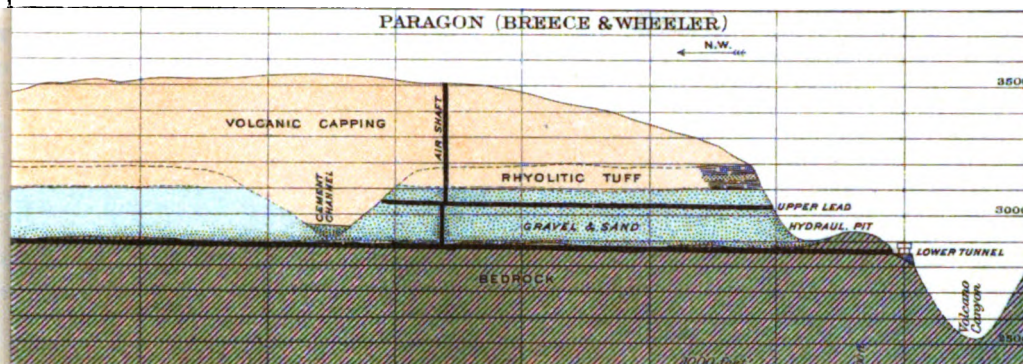 PARAGON (BREECE & WHEELER)
N.W.
3500
VOLCANIC CAPPING
AIR SHAFT
RHYOLITIC TUFF
CEMENT
CHANNEL
UPPER LEAD
3000
GRAVEL & SAND
HYDRAUL. PIT
LOWER TUNNEL
BEDROCK
Volcano
Canyon